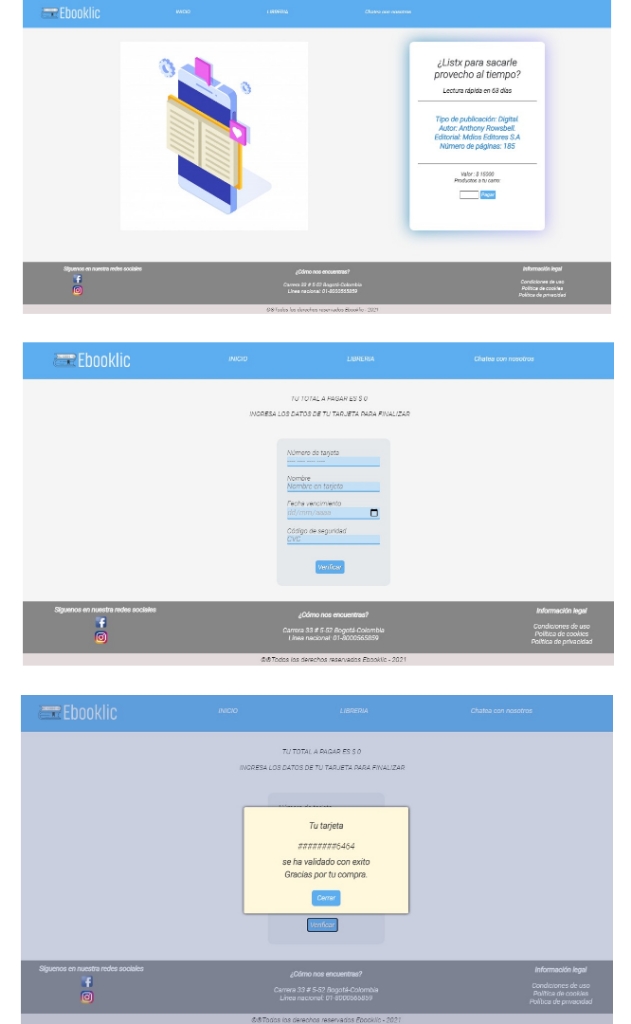 Ebooklic
INICIO
LIBRERIA
Chatea con nosotros
¿Listx para sacarle
provecho al tiempo?
Lectura rápida en 63 días
Tipo de publicación: Digital.
Autor: Anthony Rowsbell.
Editorial: Mdios Editores S.A
Número de páginas: 185
Valor : $ 15000
Productos a tu carro:
Pagar
Síguenos en nuestra redes sociales
¿Cómo nos encuentras?
Carrera 33 # 5-52 Bogotá-Colombia
Línea nacional: 01-8000565859
Información legal
Condiciones de uso
Política de cookies
Política de privacidad
©®Todos los derechos reservados Ebooklic - 2021
Ebooklic
INICIO
LIBRERIA
Chatea con nosotros
TU TOTAL A PAGAR ES $ 0
INGRESA LOS DATOS DE TU TARJETA PARA FINALIZAR
Número de tarjeta
---- ---- ---- ----
Nombre
Nombre en tarjeta
Fecha vencimiento
dd/mm/aaaa
Código de seguridad
CVC
Verificar
Síguenos en nuestra redes sociales
¿Cómo nos encuentras?
Carrera 33 # 5-52 Bogotá-Colombia
Línea nacional: 01-8000565859
Información legal
Condiciones de uso
Política de cookies
Política de privacidad
©®Todos los derechos reservados Ebooklic - 2021
Ebooklic
INICIO
LIBRERIA
Chatea con nosotros
TU TOTAL A PAGAR ES $ 0
INGRESA LOS DATOS DE TU TARJETA PARA FINALIZAR
Tu tarjeta
########6464
se ha validado con exito
Gracias por tu compra.
Cerrar
Verificar
Síguenos en nuestra redes sociales
¿Cómo nos encuentras?
Carrera 33 # 5-52 Bogotá-Colombia
Línea nacional: 01-8000565859
Información legal
Condiciones de uso
Política de cookies
Política de privacidad
©®Todos los derechos reservados Ebooklic - 2021